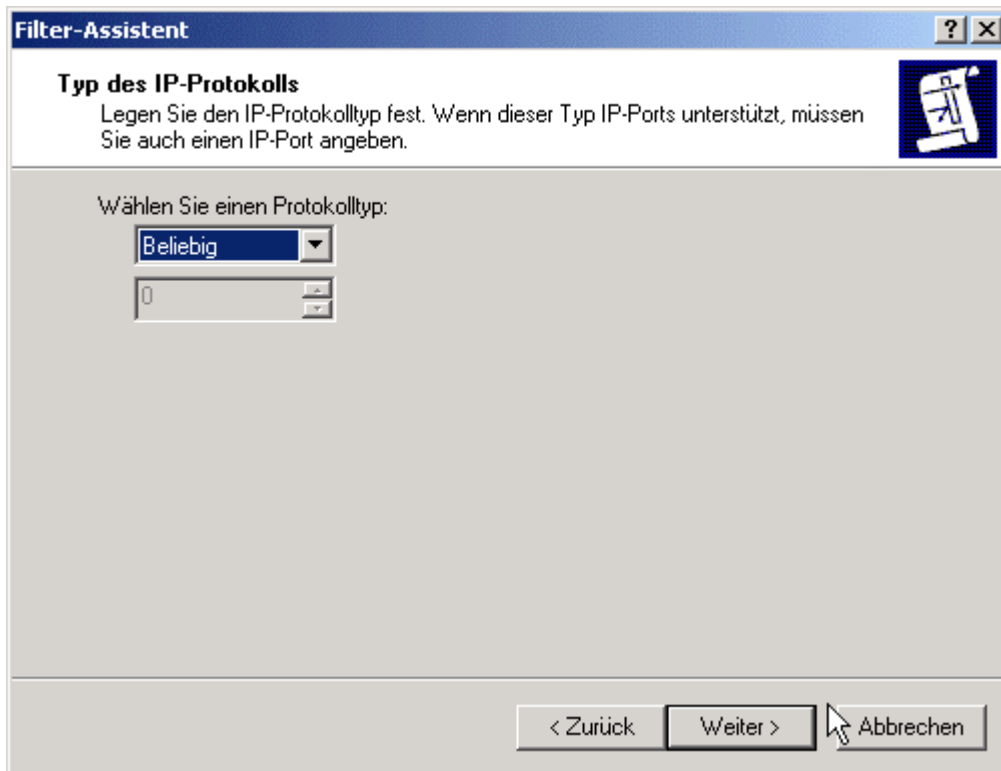 Filter-Assistent
Typ des IP-Protokolls
Legen Sie den IP-Protokolltyp fest. Wenn dieser Typ IP-Ports unterstützt, müssen
Sie auch einen IP-Port angeben.
Wählen Sie einen Protokolltyp:
Beliebig
0
< Zurück Weiter > Abbrechen